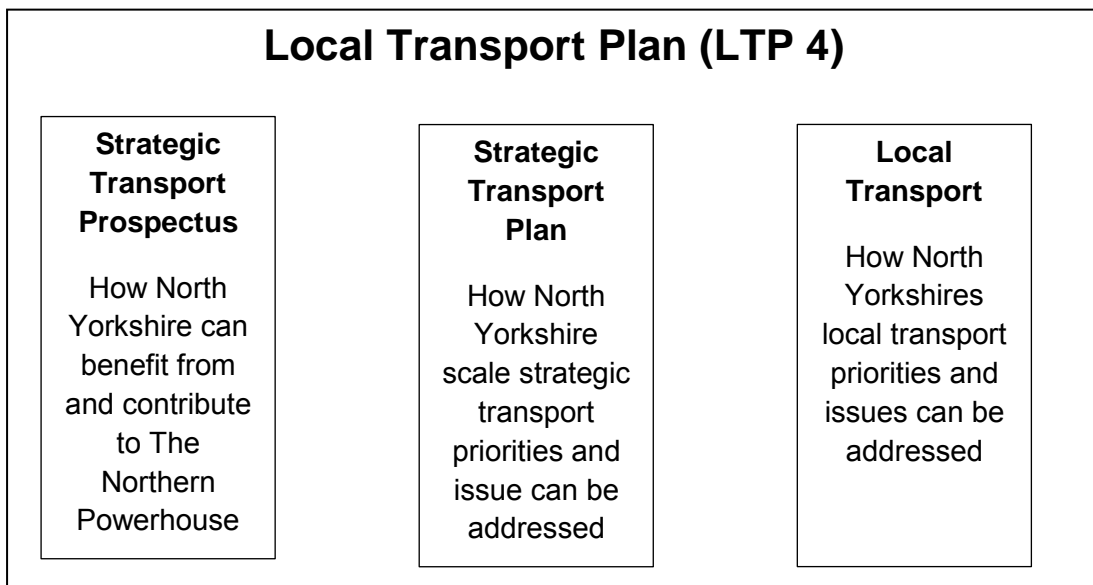 Local Transport Plan (LTP 4)
Strategic
Transport
Prospectus
How North
Yorkshire can
benefit from
and contribute
to The
Northern
Powerhouse
Strategic
Transport
Plan
How North
Yorkshire
scale strategic
transport
priorities and
issue can be
addressed
Local
Transport
How North
Yorkshires
local transport
priorities and
issues can be
addressed